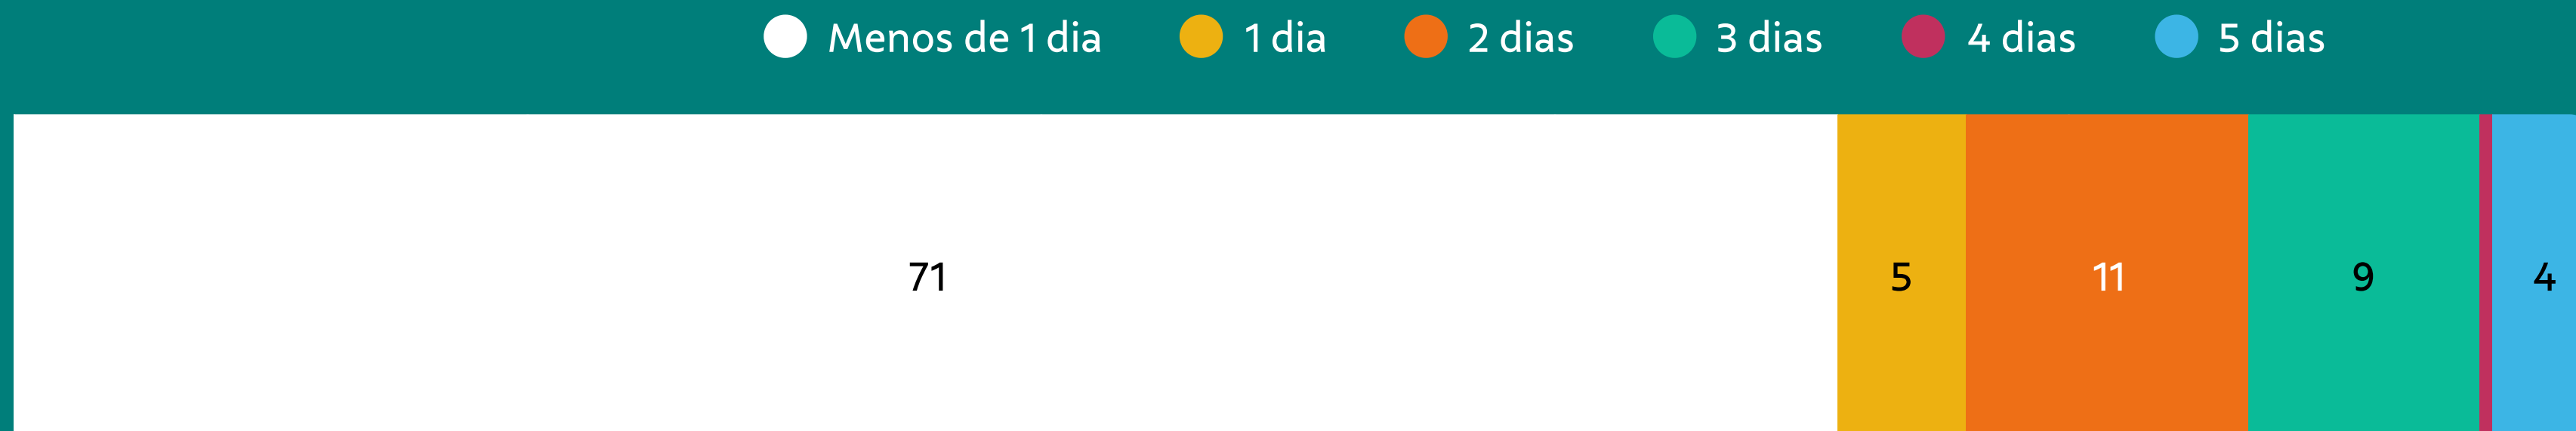 Menos de 1 dia 1 dia 2 dias 3 dias 4 dias 5 dias
71 5 11 9 4